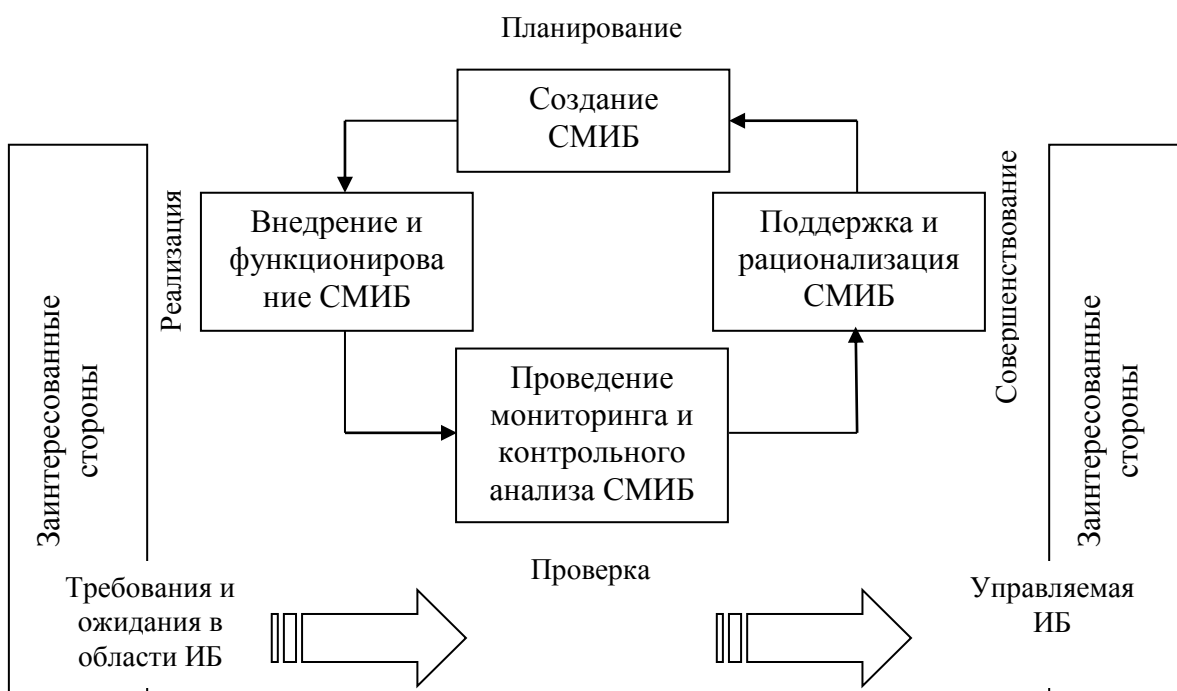 Планирование
Создание
СМИБ
Реализация
Внедрение и
функционирова
ние СМИБ
Поддержка и
рационализация
СМИБ
Совершенствование
Заинтересованные
стороны
Проведение
мониторинга и
контрольного
анализа СМИБ
Заинтересованные
стороны
Проверка
Требования и
ожидания в
области ИБ
Управляемая
ИБ